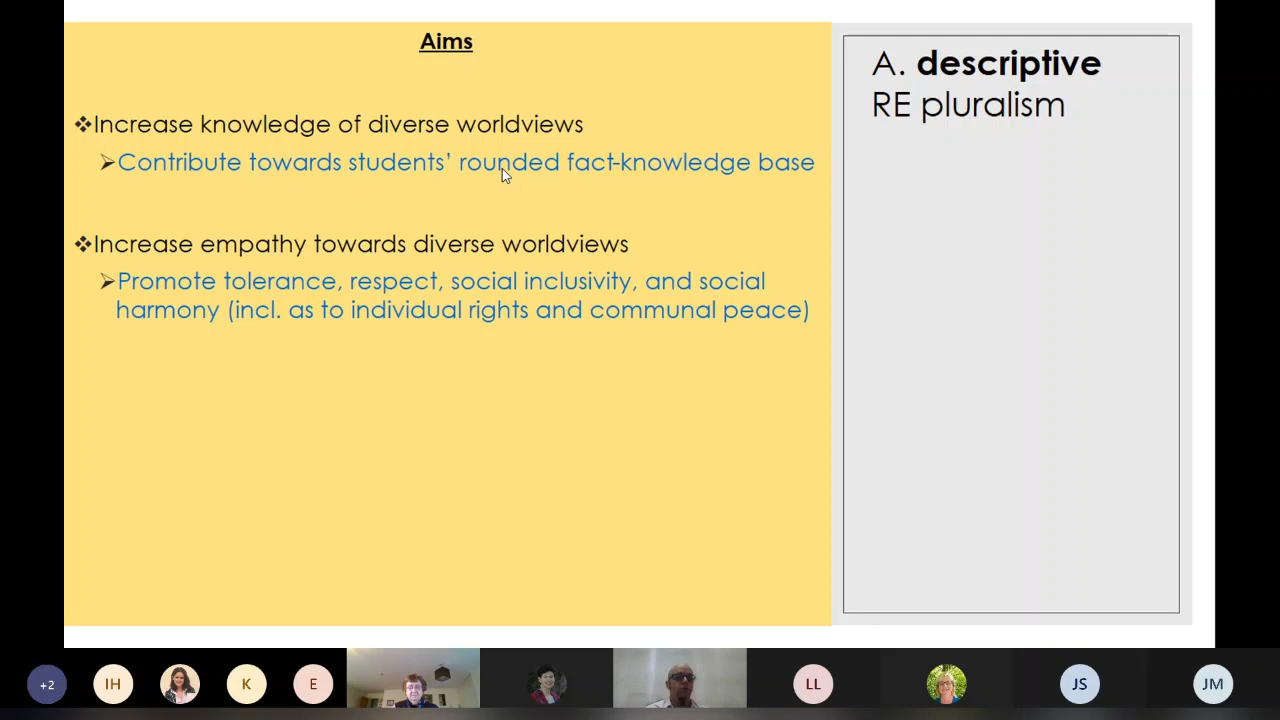 Aims
❖Increase knowledge of diverse worldviews
➢Contribute towards students’ rounded fact-knowledge base
❖Increase empathy towards diverse worldviews
➢Promote tolerance, respect, social inclusivity, and social
harmony (incl. as to individual rights and communal peace)
A. descriptive
RE pluralism
+2
IH
K
E
LL
JS
JM